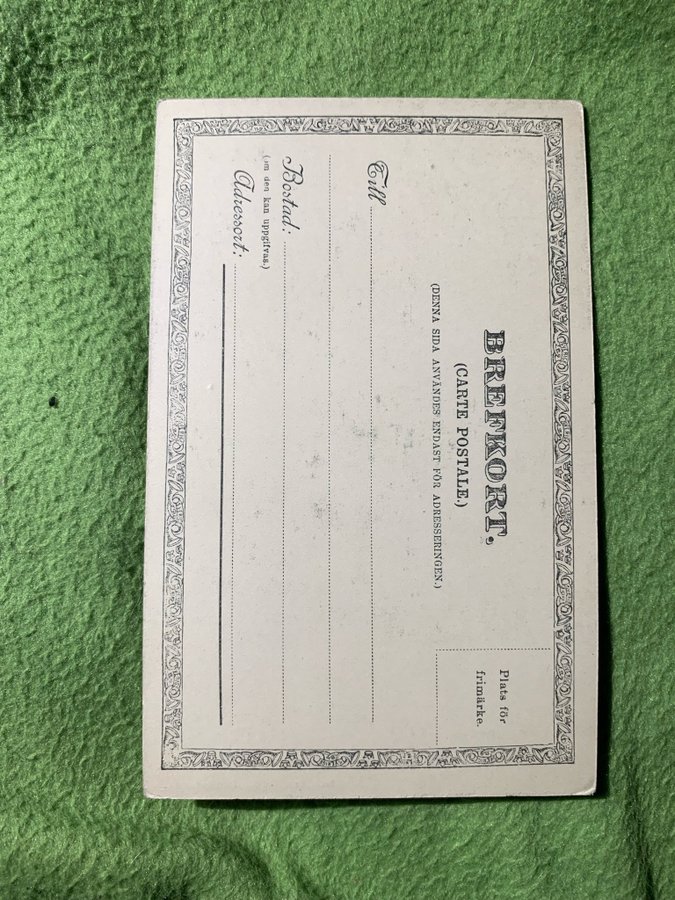 BREFKORT,
(CARTE POSTALE.)
(DENNA SIDA ANVÄNDES ENDAST FÖR ADRESSERINGEN.)
Plats för
frimärke.
Till
Bostad:
(om den kan uppgifvas.)
Adressort: